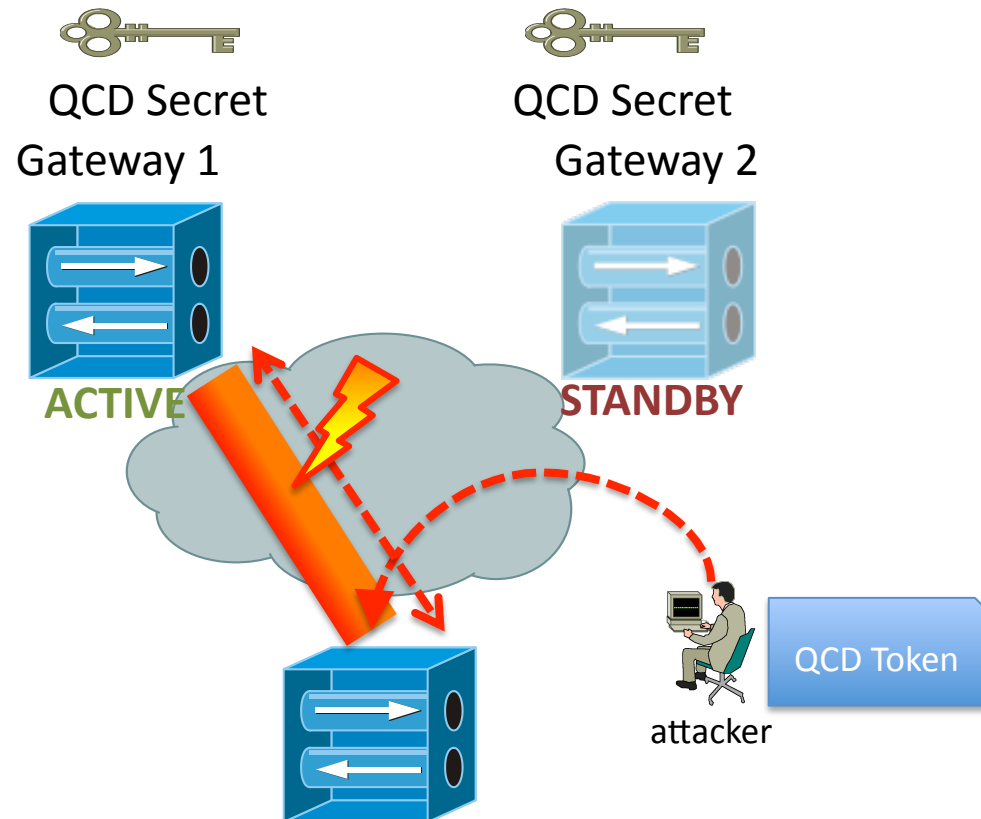 QCD Secret
QCD Secret
Gateway 1
Gateway 2
ACTIVE
STANDBY
QCD Token
attacker